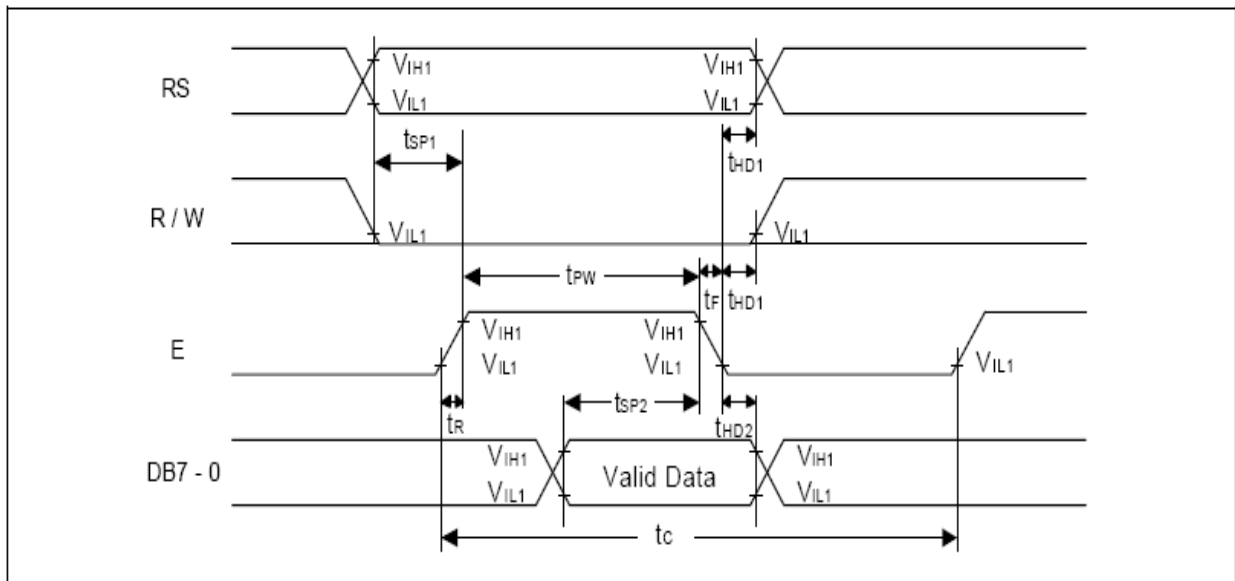 RS
VIH1 VIH1
VIL1 VIL1
tSP1 tHD1
R / W
VIL1 VIL1
tPW tF tHD1
E
VIH1 VIH1
VIL1 VIL1 VIL1
tR tSP2 tHD2
DB7 - 0
VIH1 Valid Data VIH1
VIL1 VIL1
tC